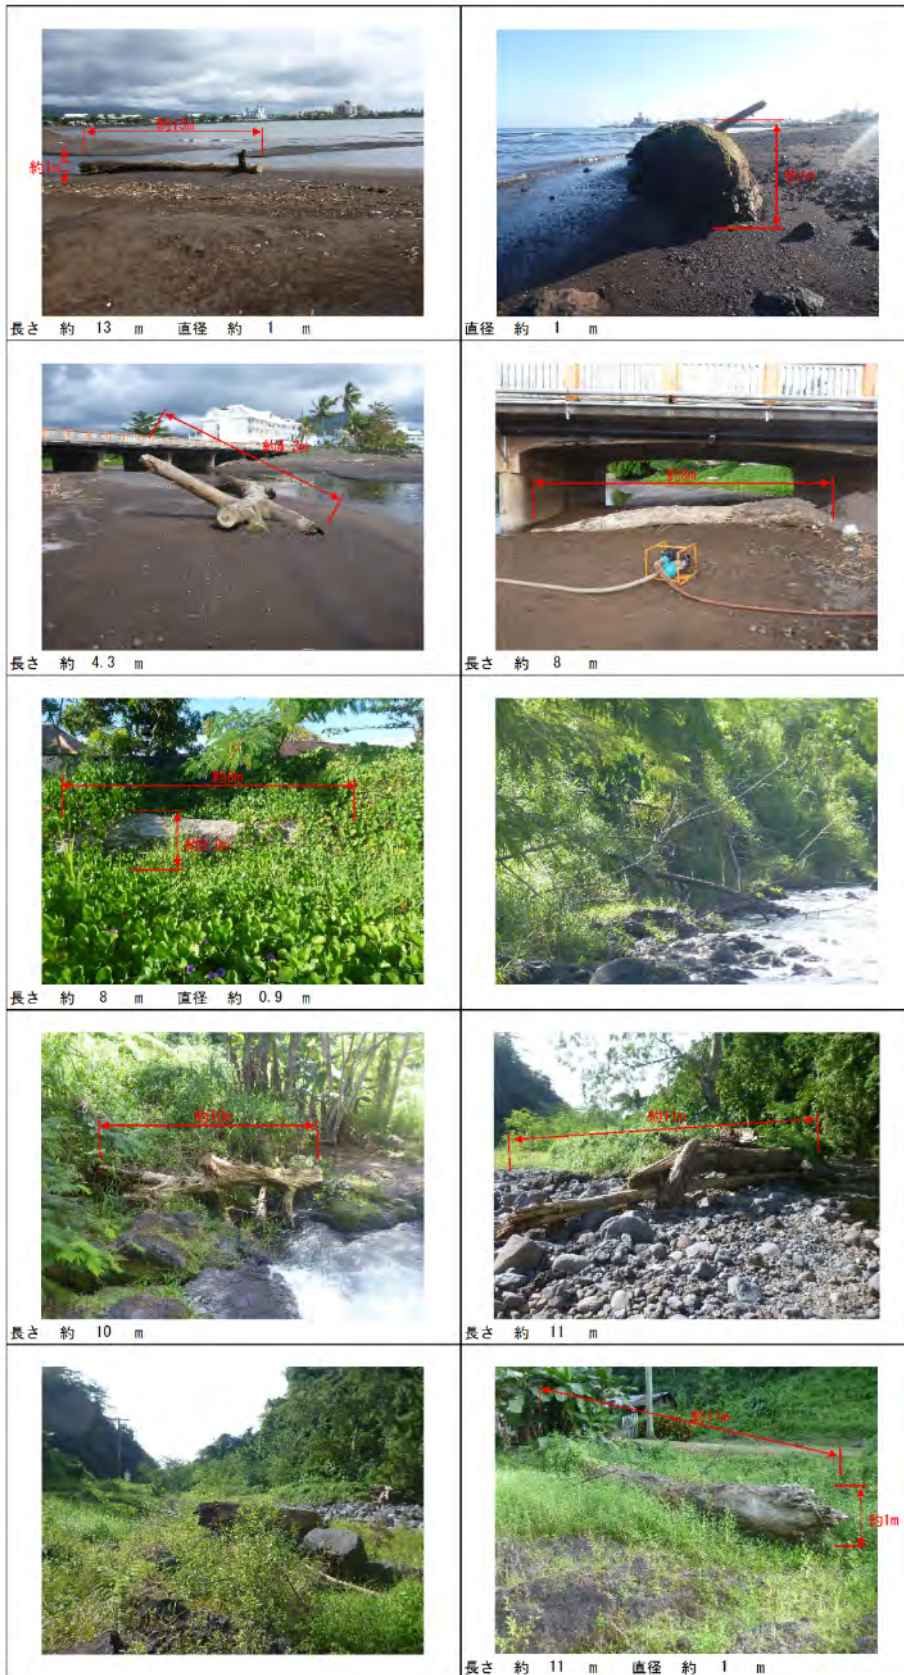 約13m
約1m
約1m
長さ 約 13 m 直径 約 1 m
直径 約 1 m
約4.3m
約8m
長さ 約 4.3 m
長さ 約 8 m
約8m
約0.9m
長さ 約 8 m 直径 約 0.9 m
約10m
約11m
長さ 約 10 m
長さ 約 11 m
約11m
約1m
長さ 約 11 m 直径 約 1 m